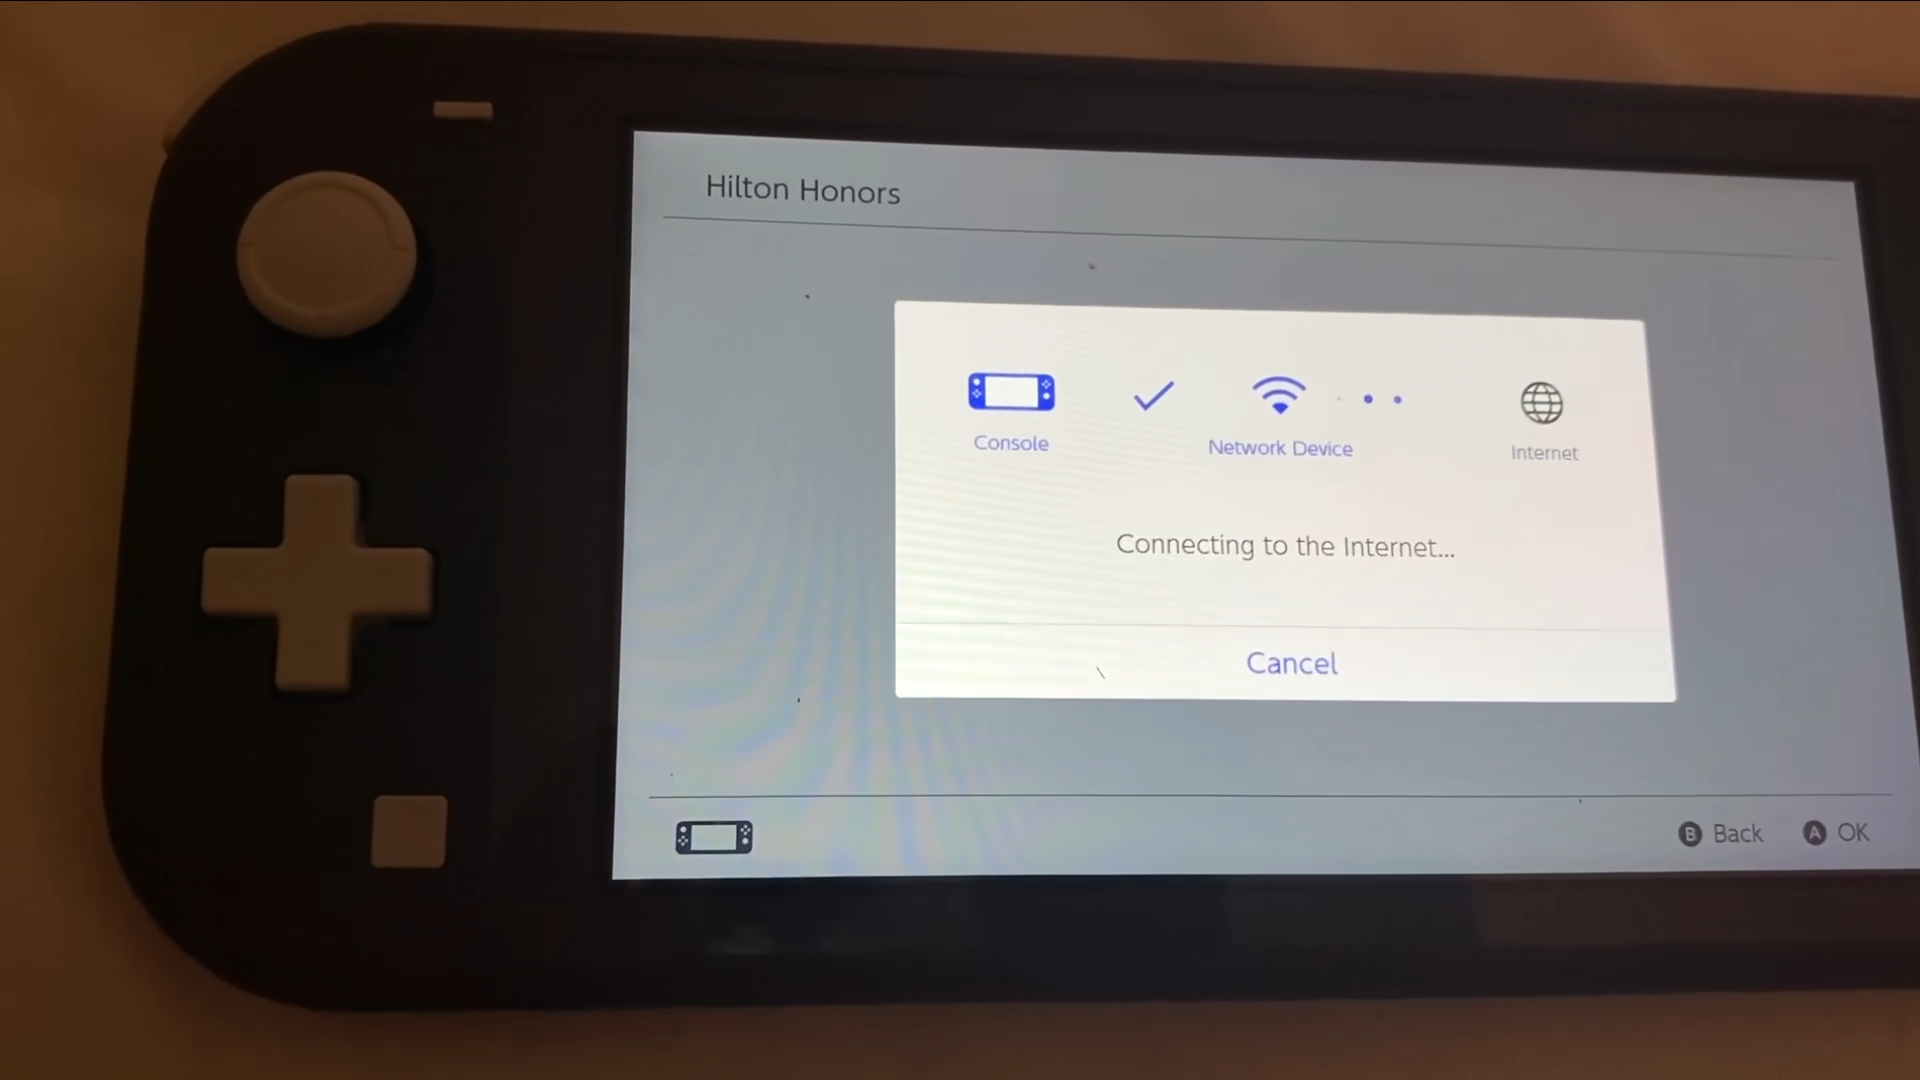 Hilton Honors
Console
Network Device
Internet
Connecting to the Internet...
Cancel
B Back
A OK